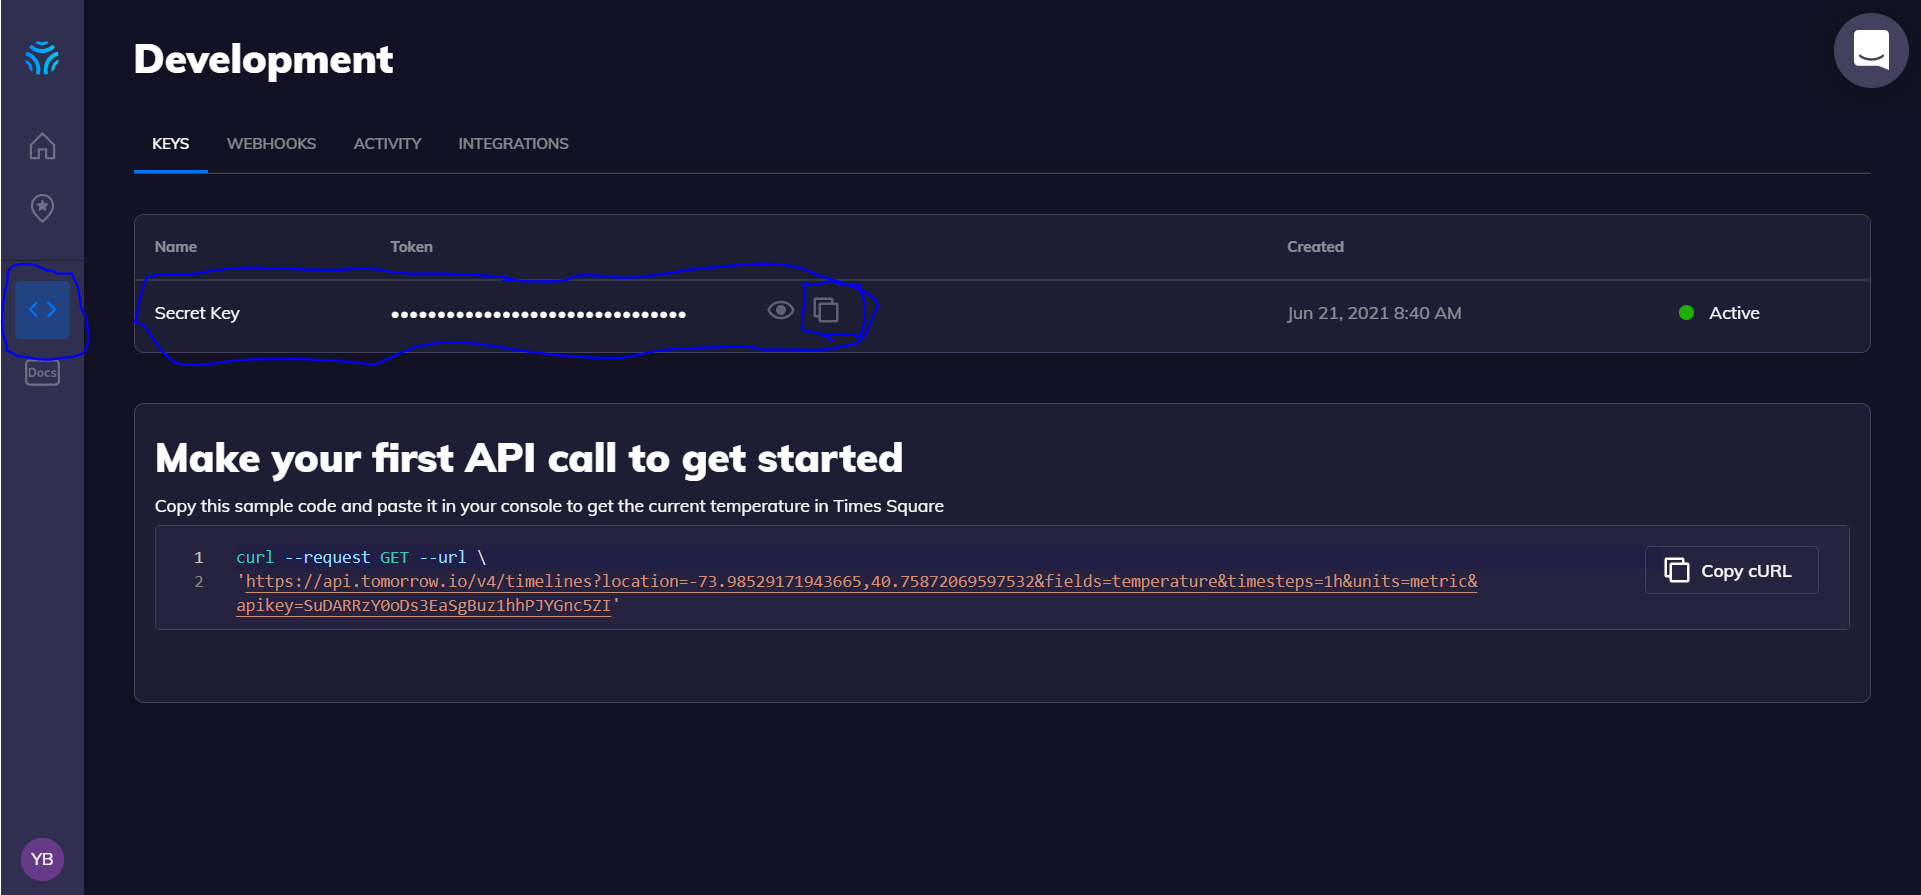 Development
KEYS WEBHOOKS ACTIVITY INTEGRATIONS
Name Token Created
Secret Key •••••••••••••••••••••••••••••••• Jun 21, 2021 8:40 AM Active
Docs
Make your first API call to get started
Copy this sample code and paste it in your console to get the current temperature in Times Square
1 curl --request GET --url \
2 'https://api.tomorrow.io/v4/timelines?location=-73.98529171943665,40.75872069597532&fields=temperature&timesteps=1h&units=metric&
apikey=SuDARRzY0oDs3EaSgBuz1hhPJYGnc5ZI'
Copy cURL
YB